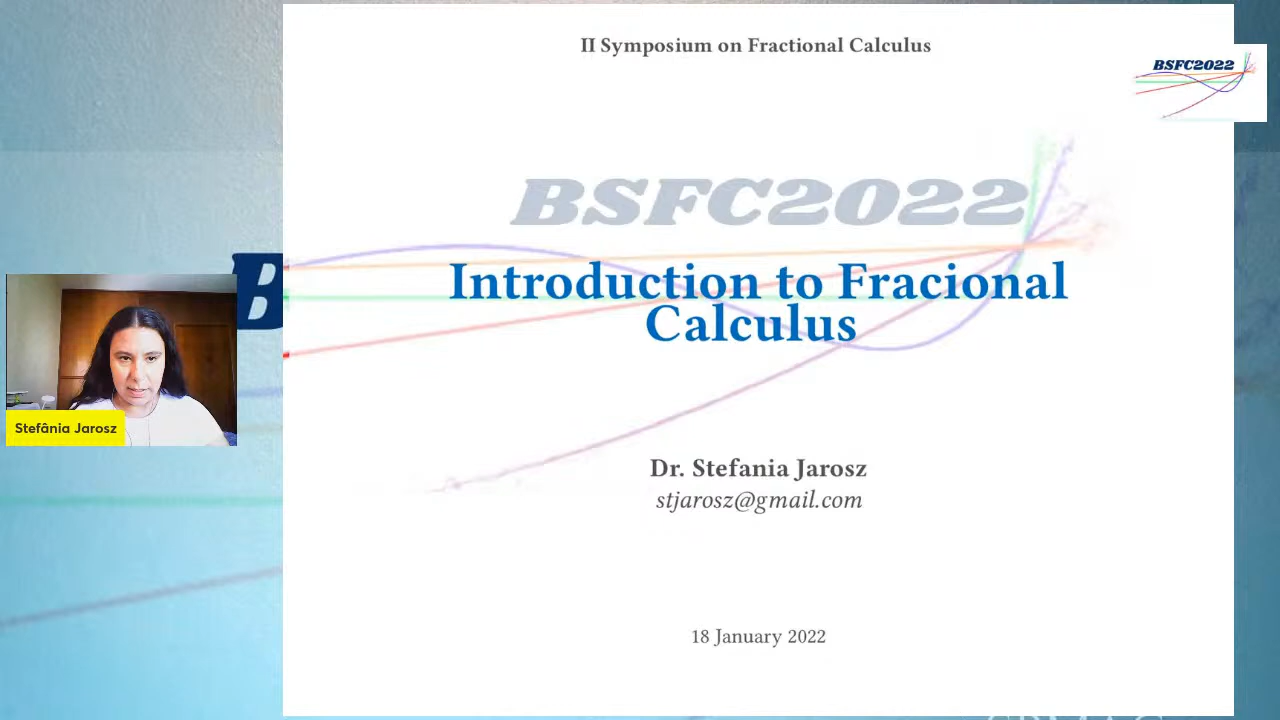 II Symposium on Fractional Calculus
BSFC2022
BSFC2022
B
Introduction to Fracional
Calculus
Stefânia Jarosz
Dr. Stefania Jarosz
stjarosz@gmail.com
18 January 2022